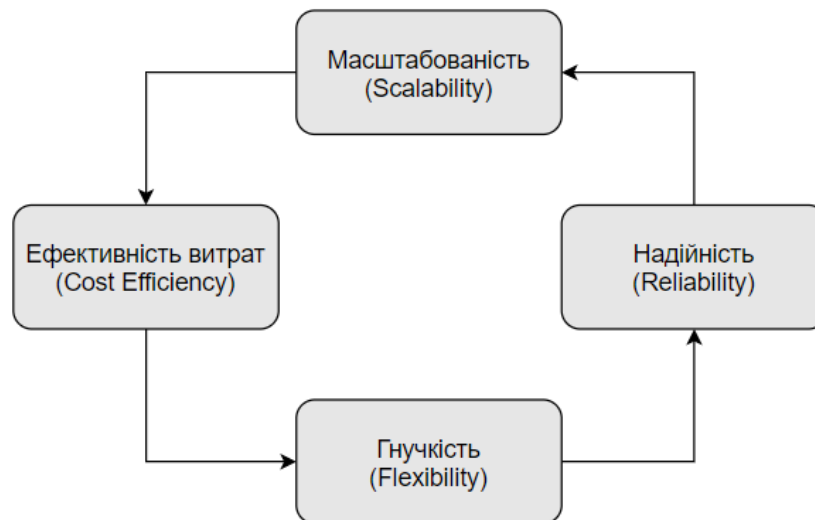 Масштабованість
(Scalability)
Ефективність витрат
(Cost Efficiency)
Надійність
(Reliability)
Гнучкість
(Flexibility)